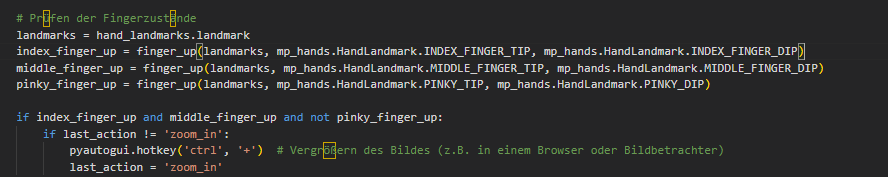 # Prüfen der Fingerzustände
landmarks = hand_landmarks.landmark
index_finger_up = finger_up(landmarks, mp_hands.HandLandmark.INDEX_FINGER_TIP, mp_hands.HandLandmark.INDEX_FINGER_DIP)
middle_finger_up = finger_up(landmarks, mp_hands.HandLandmark.MIDDLE_FINGER_TIP, mp_hands.HandLandmark.MIDDLE_FINGER_DIP)
pinky_finger_up = finger_up(landmarks, mp_hands.HandLandmark.PINKY_TIP, mp_hands.HandLandmark.PINKY_DIP)
if index_finger_up and middle_finger_up and not pinky_finger_up:
if last_action != 'zoom_in':
pyautogui.hotkey('ctrl', '+')  # Vergrößern des Bildes (z.B. in einem Browser oder Bildbetrachter)
last_action = 'zoom_in'